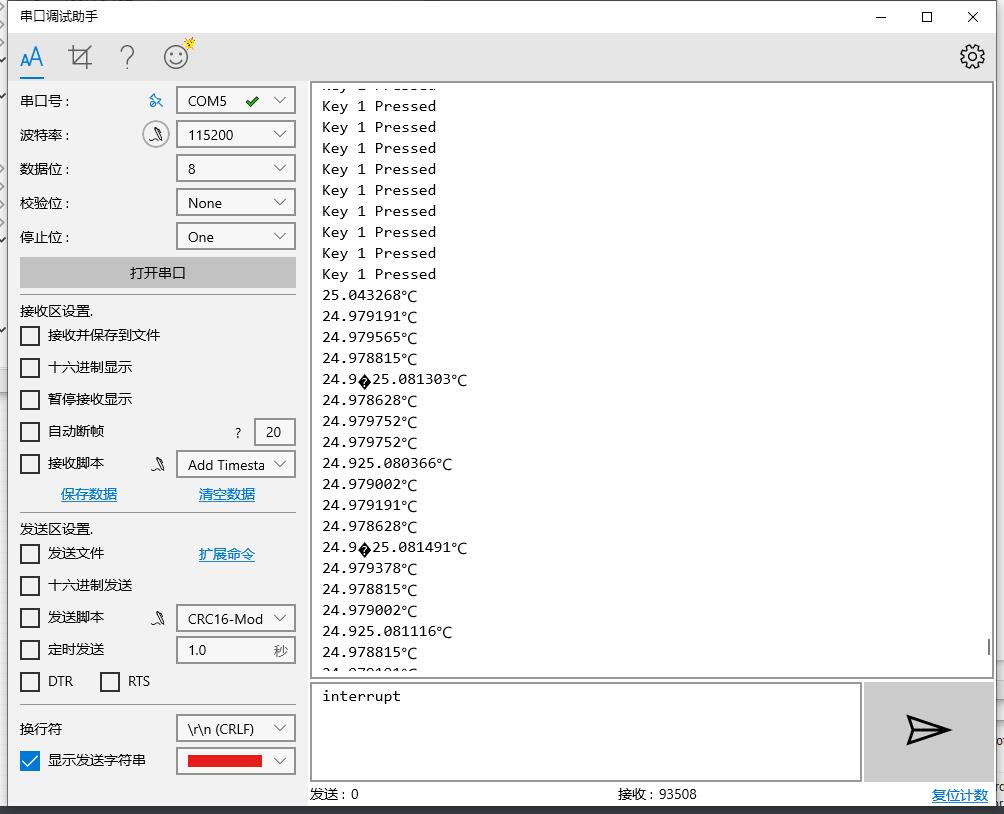 串口调试助手
串口号:
COM5
波特率:
115200
数据位:
8
校验位:
None
停止位:
One
打开串口
接收区设置.
接收并保存到文件
十六进制显示
暂停接收显示
自动断帧
?
20
接收脚本
Add Timesta
保存数据
清空数据
发送区设置.
发送文件
扩展命令
十六进制发送
发送脚本
CRC16-Mod
定时发送
1.0
秒
DTR
RTS
换行符
\r\n (CRLF)
显示发送字符串
Key 1 Pressed
Key 1 Pressed
Key 1 Pressed
Key 1 Pressed
Key 1 Pressed
Key 1 Pressed
Key 1 Pressed
Key 1 Pressed
Key 1 Pressed
25.043268℃
24.979191℃
24.979565℃
24.978815℃
24.9�25.081303℃
24.978628℃
24.979752℃
24.979752℃
24.925.080366℃
24.979002℃
24.979191℃
24.978628℃
24.9�25.081491℃
24.979378℃
24.978815℃
24.979002℃
24.925.081116℃
24.978815℃
interrupt
发送 : 0
接收 : 93508
复位计数